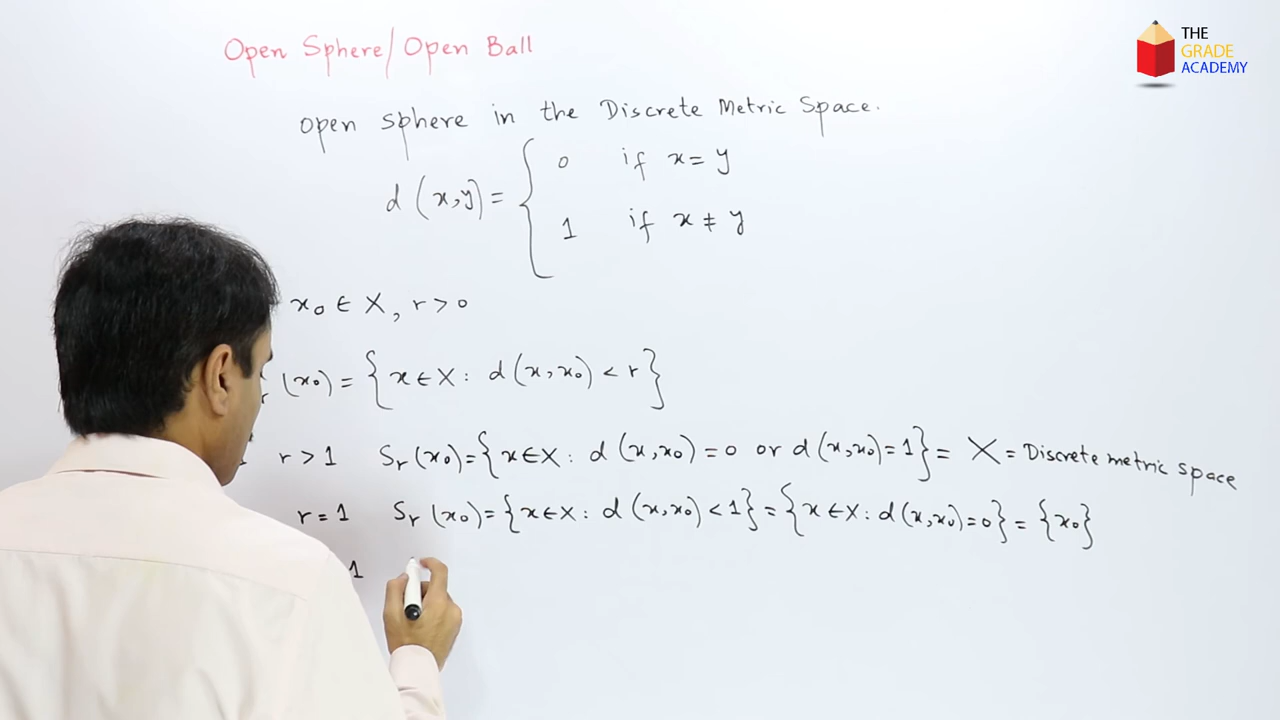 Open Sphere/Open Ball
THE
GRADE
ACADEMY
open sphere in the Discrete Metric Space.
d(x,y) = { 0 if x = y
1 if x ≠ y
x₀ ∈ X, r > 0
r(x₀) = { x ∈ X : d(x,x₀) < r }
r > 1 Sr(x₀) = { x ∈ X : d(x,x₀) = 0 or d(x,x₀) = 1 } = X = Discrete metric space
r = 1 Sr(x₀) = { x ∈ X : d(x,x₀) < 1 } = { x ∈ X : d(x,x₀) = 0 } = { x₀ }
1